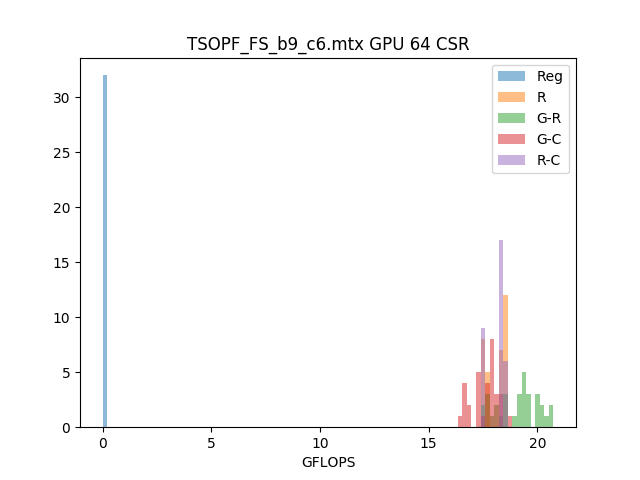 TSOPF_FS_b9_c6.mtx GPU 64 CSR
Reg
R
G-R
G-C
R-C
30
25
20
15
10
5
0
0 5 10 15 20
GFLOPS